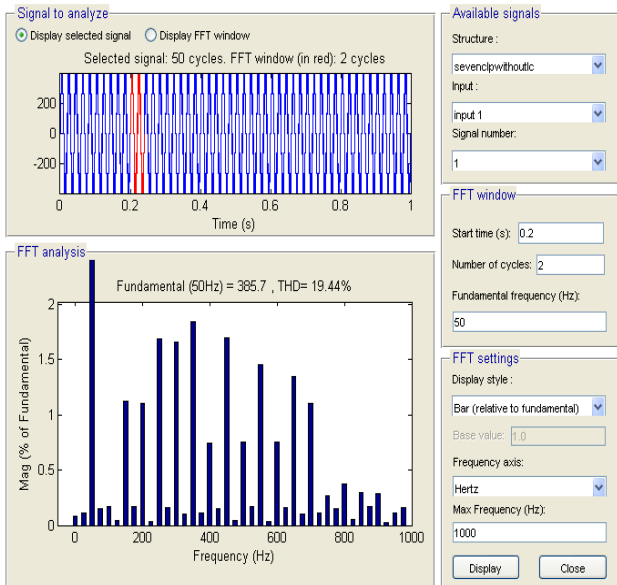 Signal to analyze
Display selected signal Display FFT window
Selected signal: 50 cycles. FFT window (in red): 2 cycles
200
0
-200
0 0.2 0.4 0.6 0.8 1
Time (s)
FFT analysis
Fundamental (50Hz) = 385.7 , THD= 19.44%
2
1.5
1
0.5
0
Mag (% of Fundamental)
0 200 400 600 800 1000
Frequency (Hz)
Available signals
Structure :
sevenclpwithoutlc
Input :
input 1
Signal number:
1
FFT window
Start time (s): 0.2
Number of cycles: 2
Fundamental frequency (Hz):
50
FFT settings
Display style :
Bar (relative to fundamental)
Base value: 1.0
Frequency axis:
Hertz
Max Frequency (Hz):
1000
Display Close